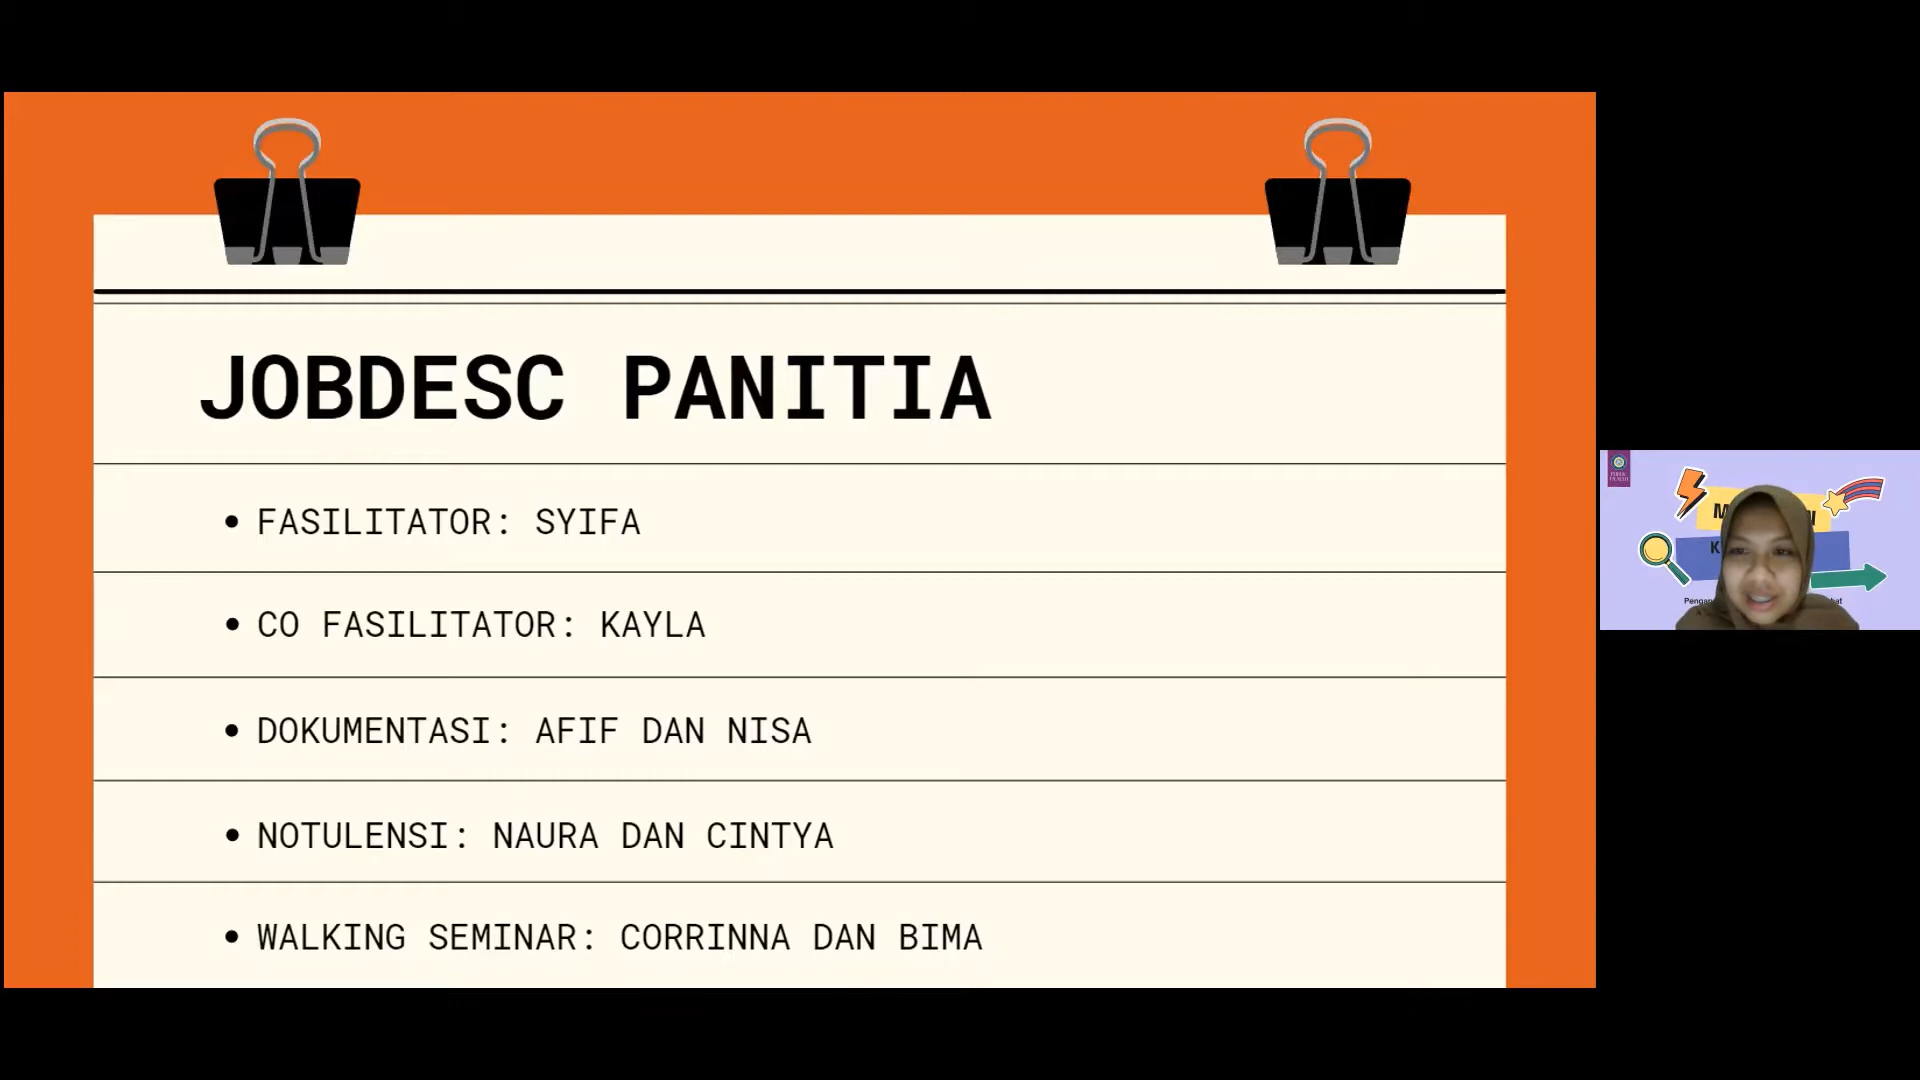 JOBDESC PANITIA
• FASILITATOR: SYIFA
• CO FASILITATOR: KAYLA
• DOKUMENTASI: AFIF DAN NISA
• NOTULENSI: NAURA DAN CINTYA
• WALKING SEMINAR: CORRINNA DAN BIMA